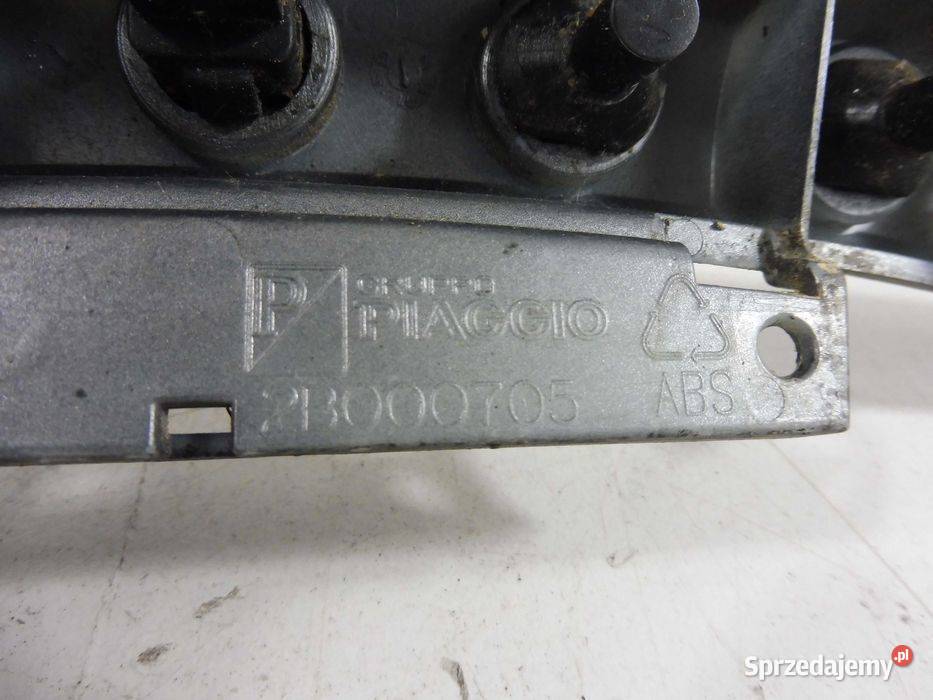 P GRUPPO
PIAGGIO
2B000705
ABS
Sprzedajemy.pl